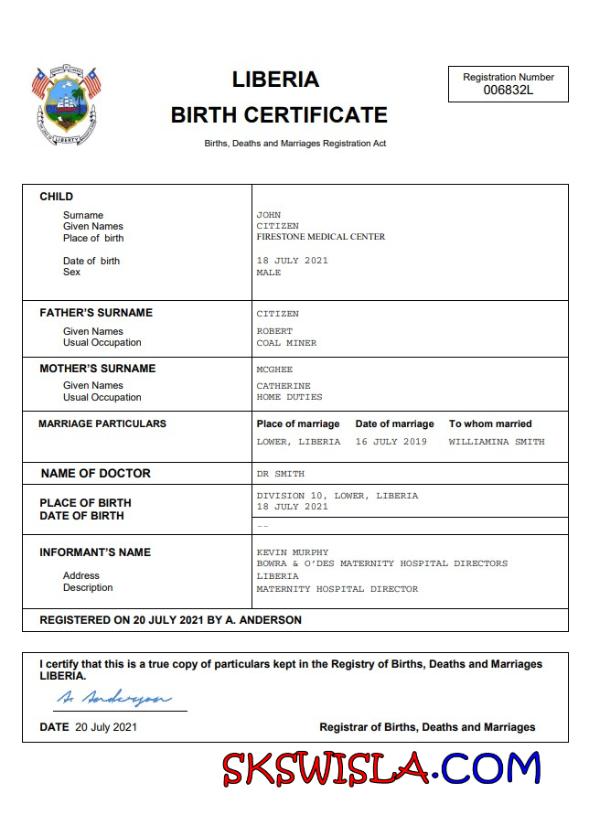 LIBERIA
BIRTH CERTIFICATE
Births, Deaths and Marriages Registration Act
Registration Number
006832L
CHILD
Surname JOHN
Given Names CITIZEN
Place of birth FIRESTONE MEDICAL CENTER
Date of birth 18 JULY 2021
Sex MALE
FATHER'S SURNAME CITIZEN
Given Names ROBERT
Usual Occupation COAL MINER
MOTHER'S SURNAME MCGHEE
Given Names CATHERINE
Usual Occupation HOME DUTIES
MARRIAGE PARTICULARS Place of marriage Date of marriage To whom married
LOWER, LIBERIA 16 JULY 2019 WILLIAMINA SMITH
NAME OF DOCTOR DR SMITH
PLACE OF BIRTH DIVISION 10, LOWER, LIBERIA
DATE OF BIRTH 18 JULY 2021
--
INFORMANT'S NAME KEVIN MURPHY
BOWRA & O'DES MATERNITY HOSPITAL DIRECTORS
Address LIBERIA
Description MATERNITY HOSPITAL DIRECTOR
REGISTERED ON 20 JULY 2021 BY A. ANDERSON
I certify that this is a true copy of particulars kept in the Registry of Births, Deaths and Marriages
LIBERIA.
A Anderson
DATE 20 July 2021 Registrar of Births, Deaths and Marriages
SKSWISLA.COM